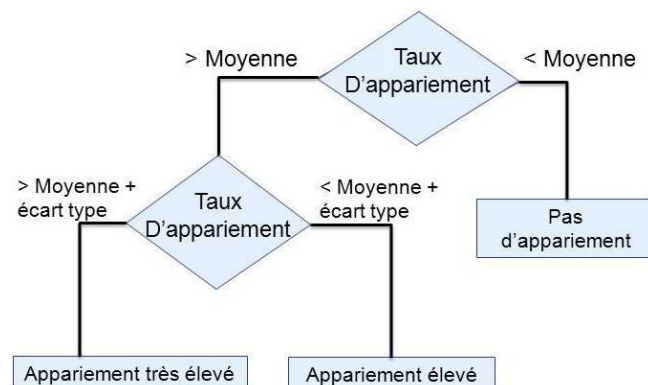 > Moyenne
Taux
D'appariement
< Moyenne
> Moyenne +
écart type
Taux
D'appariement
< Moyenne +
écart type
Pas
d'appariement
Appariement très élevé
Appariement élevé